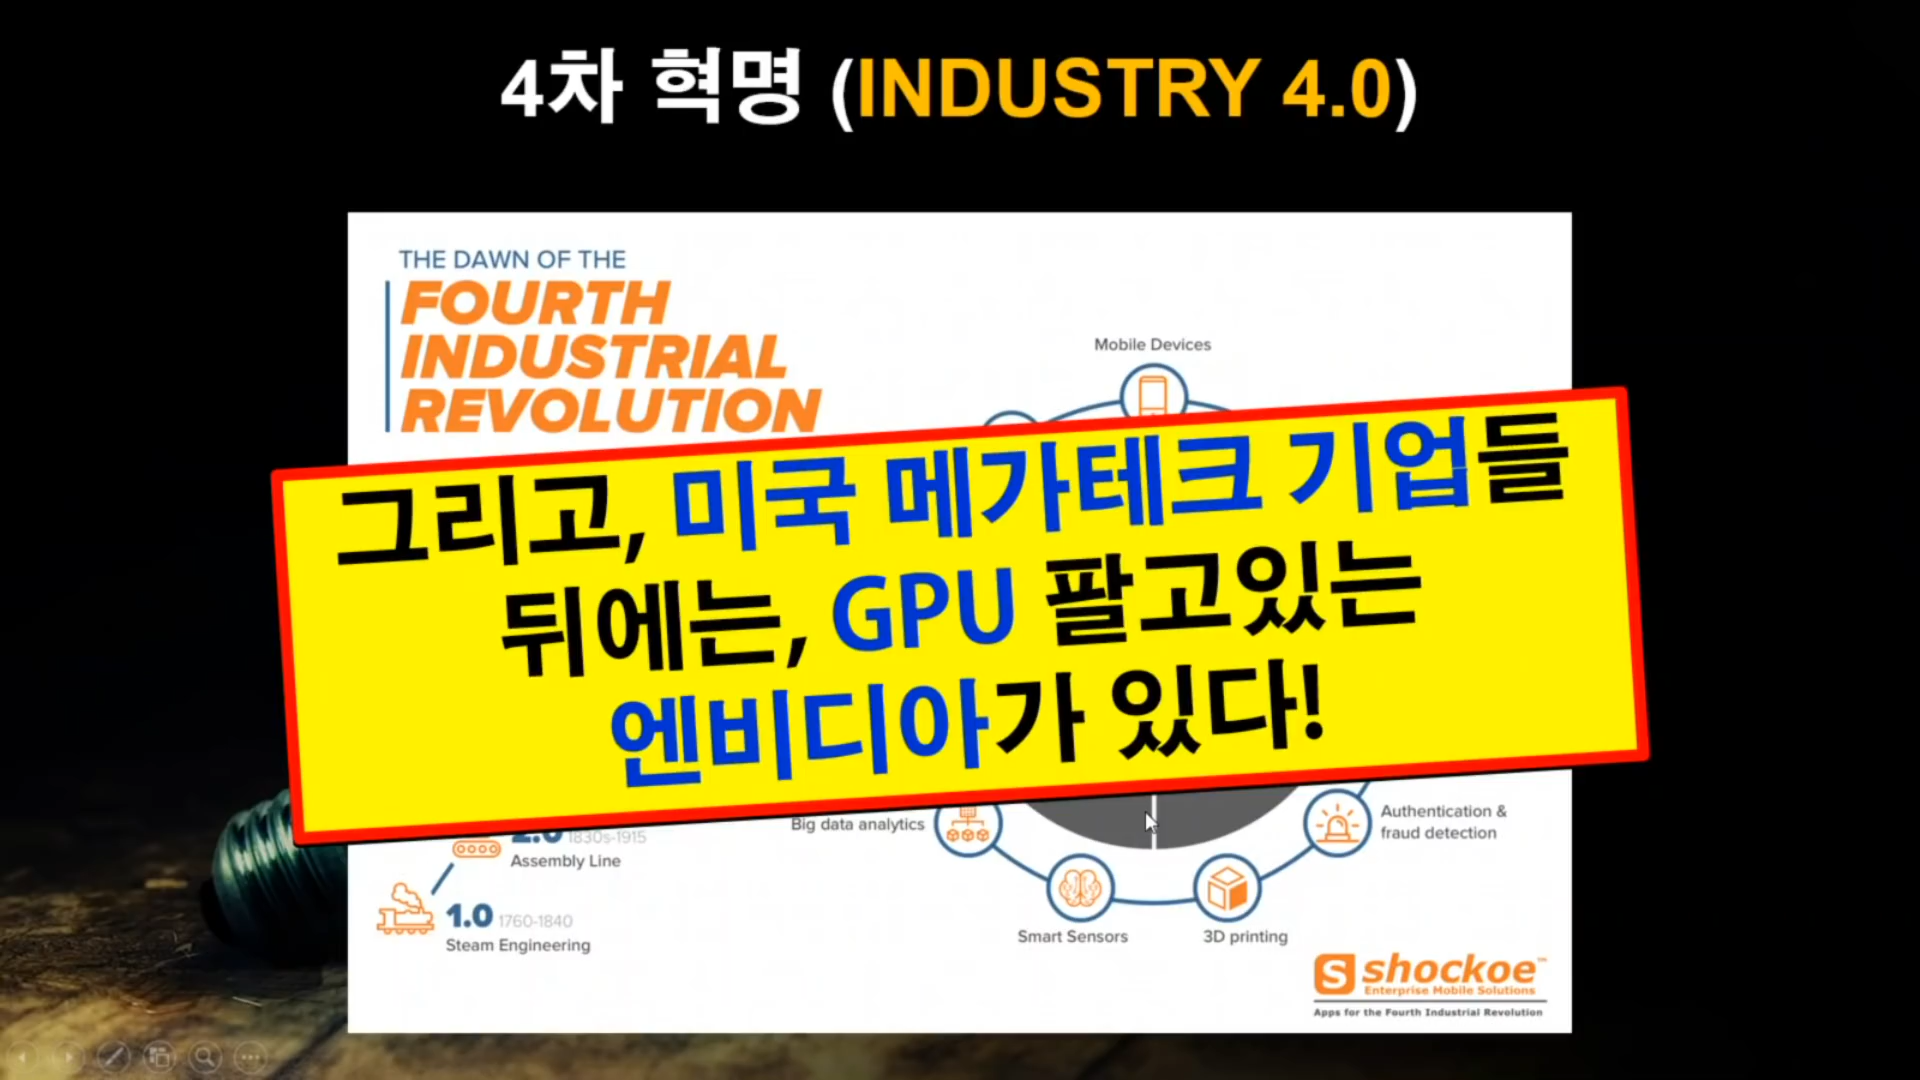 4차 혁명 (INDUSTRY 4.0)
THE DAWN OF THE
FOURTH
INDUSTRIAL
REVOLUTION
Mobile Devices
그리고, 미국 메가테크 기업들
뒤에는, GPU 팔고있는
엔비디아가 있다!
2.0 1830s-1915
Assembly Line
1.0 1760-1840
Steam Engineering
Big data analytics
Authentication &
fraud detection
Smart Sensors
3D printing
S shockoe™
Enterprise Mobile Solutions
Apps for the Fourth Industrial Revolution